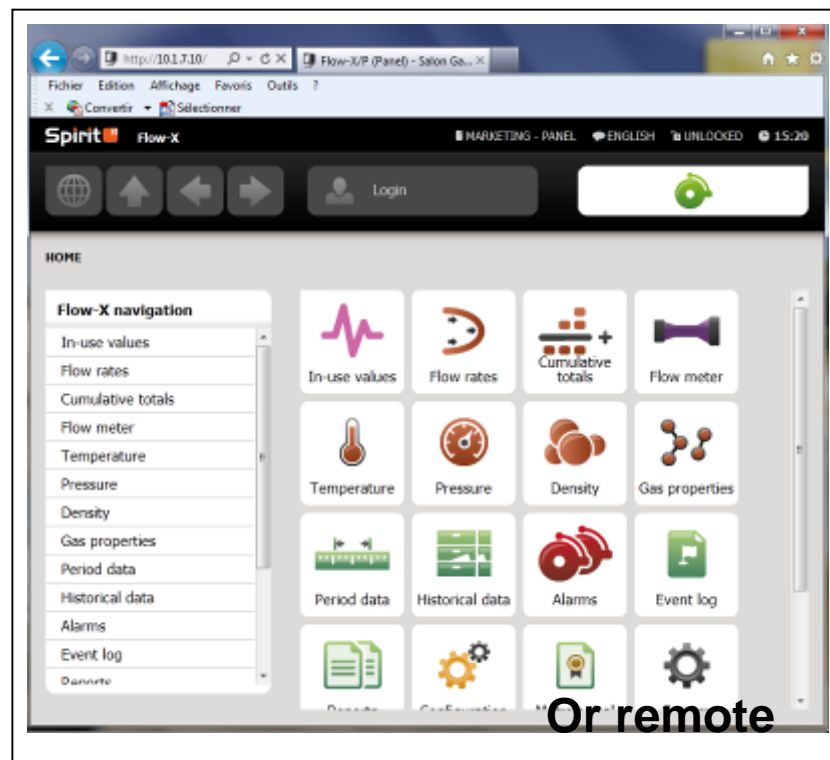 http://10.1.7.10/
Flow-X/P (Panel) - Salon Ga...
Fichier Edition Affichage Favoris Outils ?
Convertir Sélectionner
Spirit Flow-X MARKETING - PANEL ENGLISH UNLOCKED 15:20
Login
HOME
Flow-X navigation
In-use values
Flow rates
Cumulative totals
Flow meter
Temperature
Pressure
Density
Gas properties
Period data
Historical data
Alarms
Event log
Reports
In-use values Flow rates Cumulative totals Flow meter
Temperature Pressure Density Gas properties
Period data Historical data Alarms Event log
Reports Configuration
Or remote